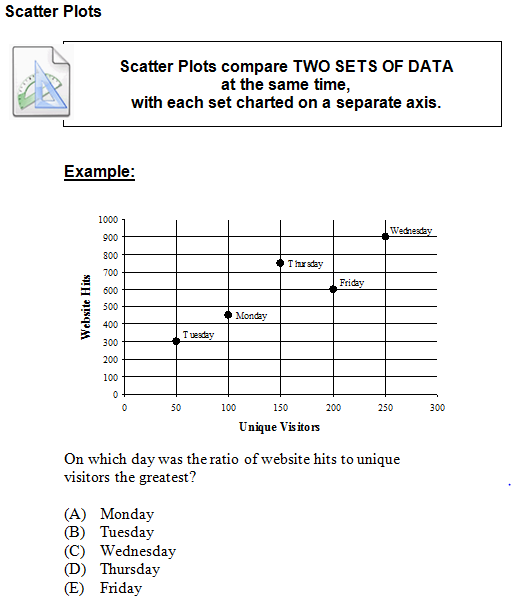 Scatter Plots
Scatter Plots compare TWO SETS OF DATA
at the same time,
with each set charted on a separate axis.
Example:
Website Hits
1000
900
800
700
600
500
400
300
200
100
0
Wednesday
Thursday
Friday
Monday
Tuesday
0 50 100 150 200 250 300
Unique Visitors
On which day was the ratio of website hits to unique
visitors the greatest?
(A) Monday
(B) Tuesday
(C) Wednesday
(D) Thursday
(E) Friday